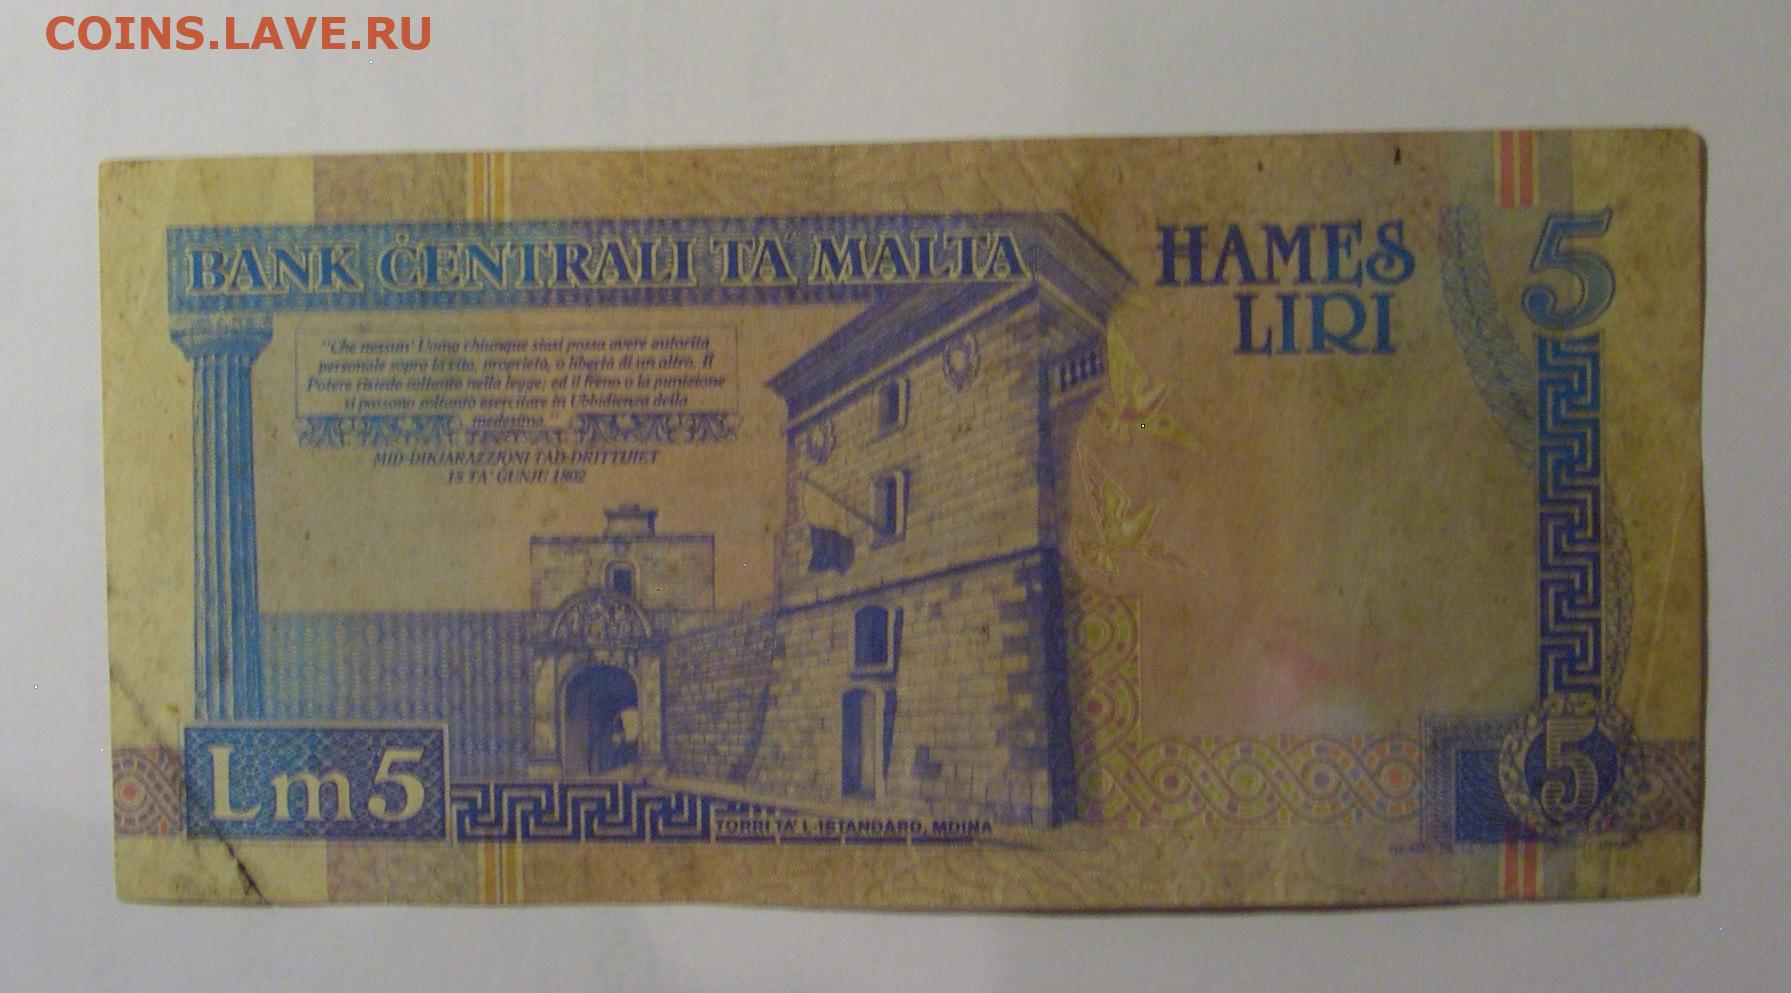 COINS.LAVE.RU
BANK ĊENTRALI TA' MALTA
HAMES
LIRI
5
"Che nessun' Uomo chiunque siasi possa avere autorità
personale sopra la vita, proprietà, o libertà di un altro. Il
Potere risiede soltanto nella legge; ed il freno o la punizione
si possono soltanto esercitare in Ubbidienza della
medesima."
MID-DIKJARAZZJONI TAD-DRITTIJIET
15 TA' ĠUNJU 1802
Lm5
TORRI TA' L-ISTANDARD, MDINA
5